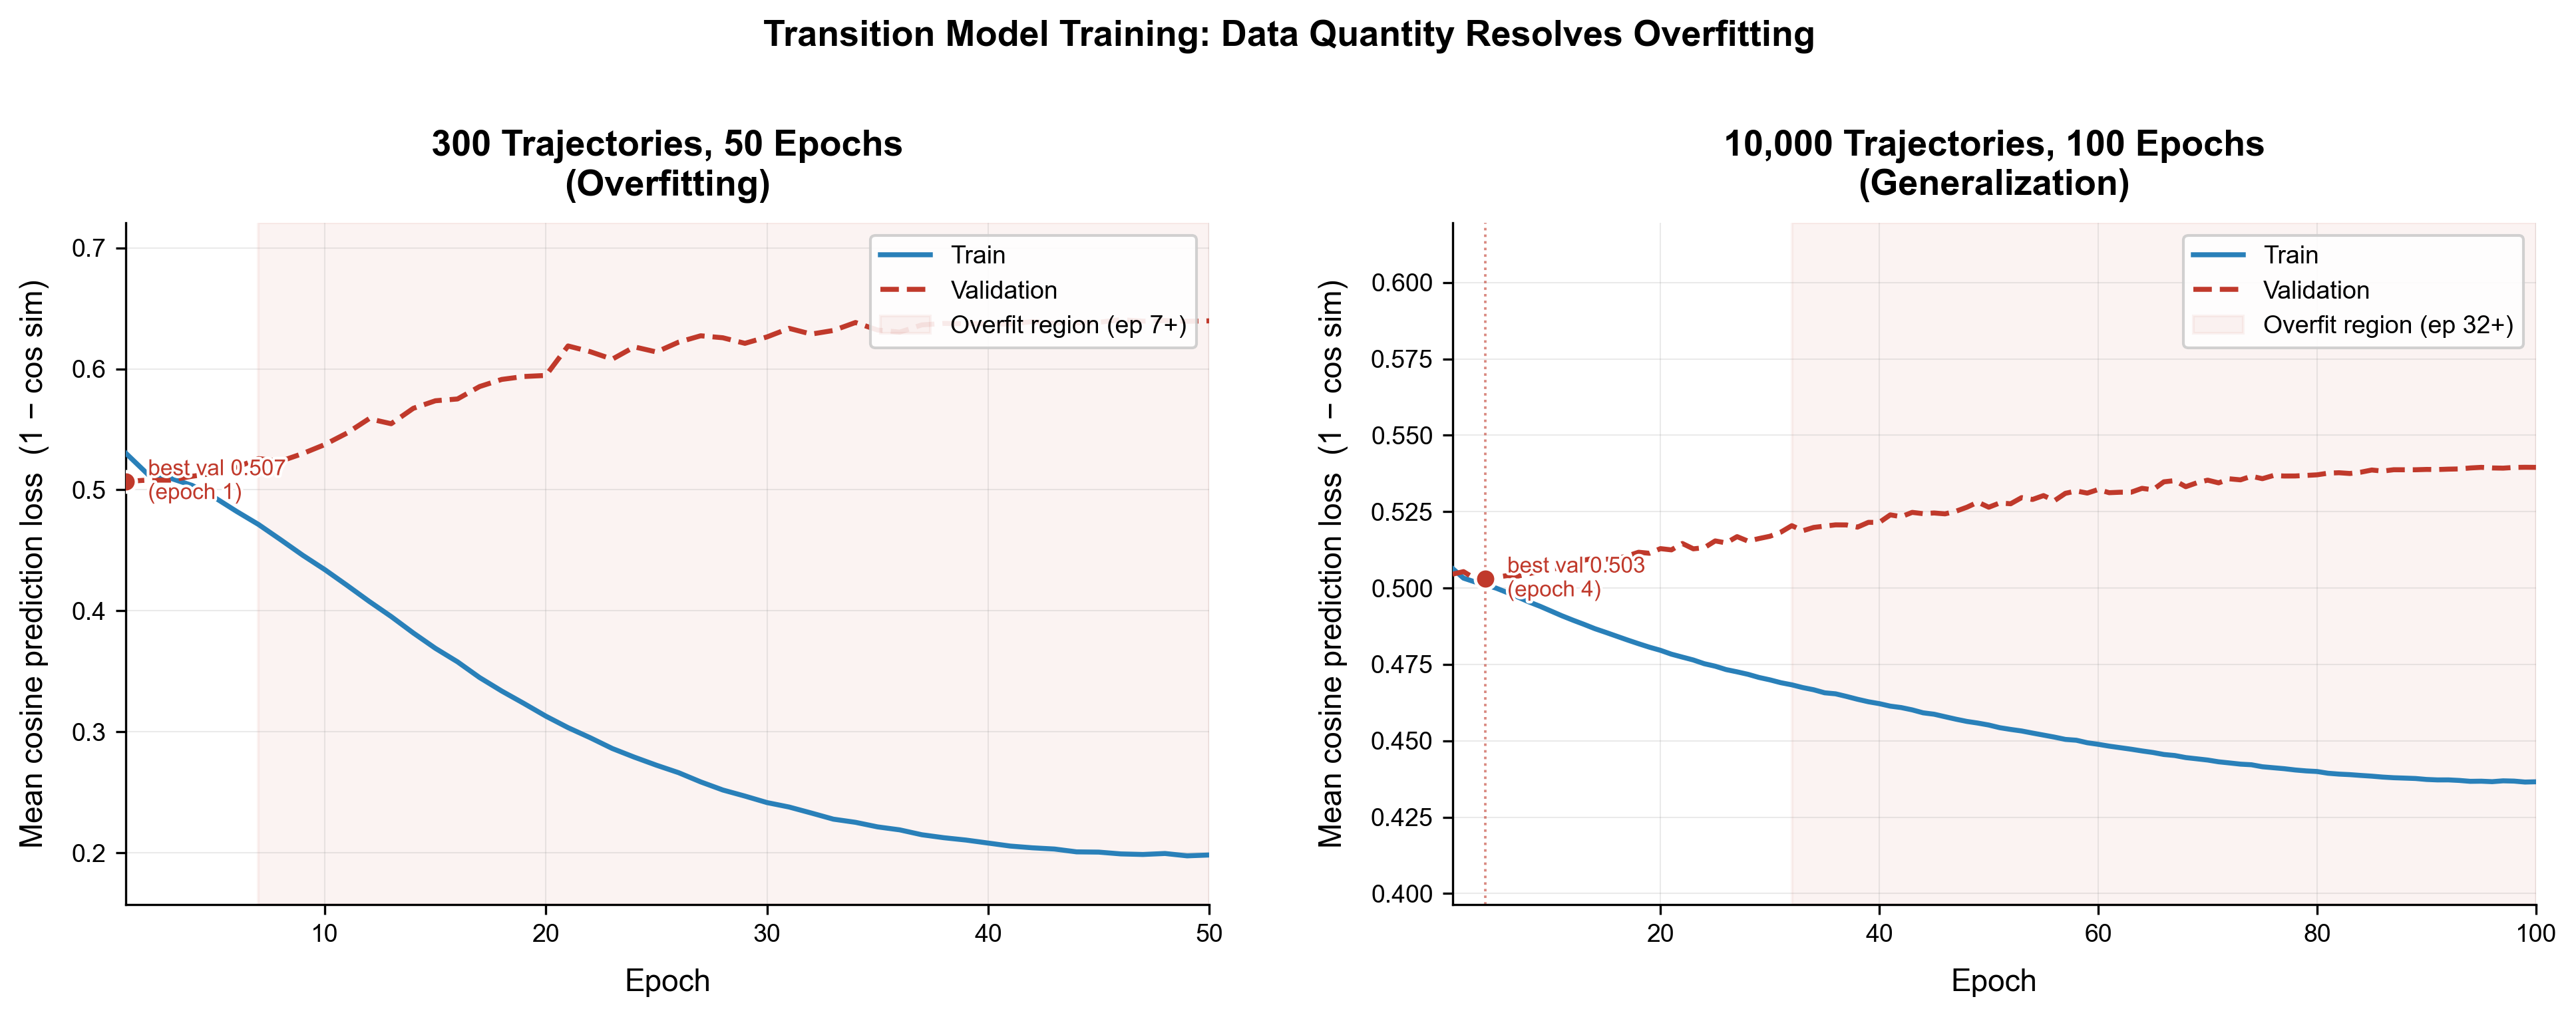 Transition Model Training: Data Quantity Resolves Overfitting
300 Trajectories, 50 Epochs
(Overfitting)
Mean cosine prediction loss (1 − cos sim)
0.7
0.6
0.5
0.4
0.3
0.2
Train
Validation
Overfit region (ep 7+)
best val 0.507
(epoch 1)
10
20
30
40
50
Epoch
10,000 Trajectories, 100 Epochs
(Generalization)
Mean cosine prediction loss (1 − cos sim)
0.600
0.575
0.550
0.525
0.500
0.475
0.450
0.425
0.400
Train
Validation
Overfit region (ep 32+)
best val 0.503
(epoch 4)
20
40
60
80
100
Epoch